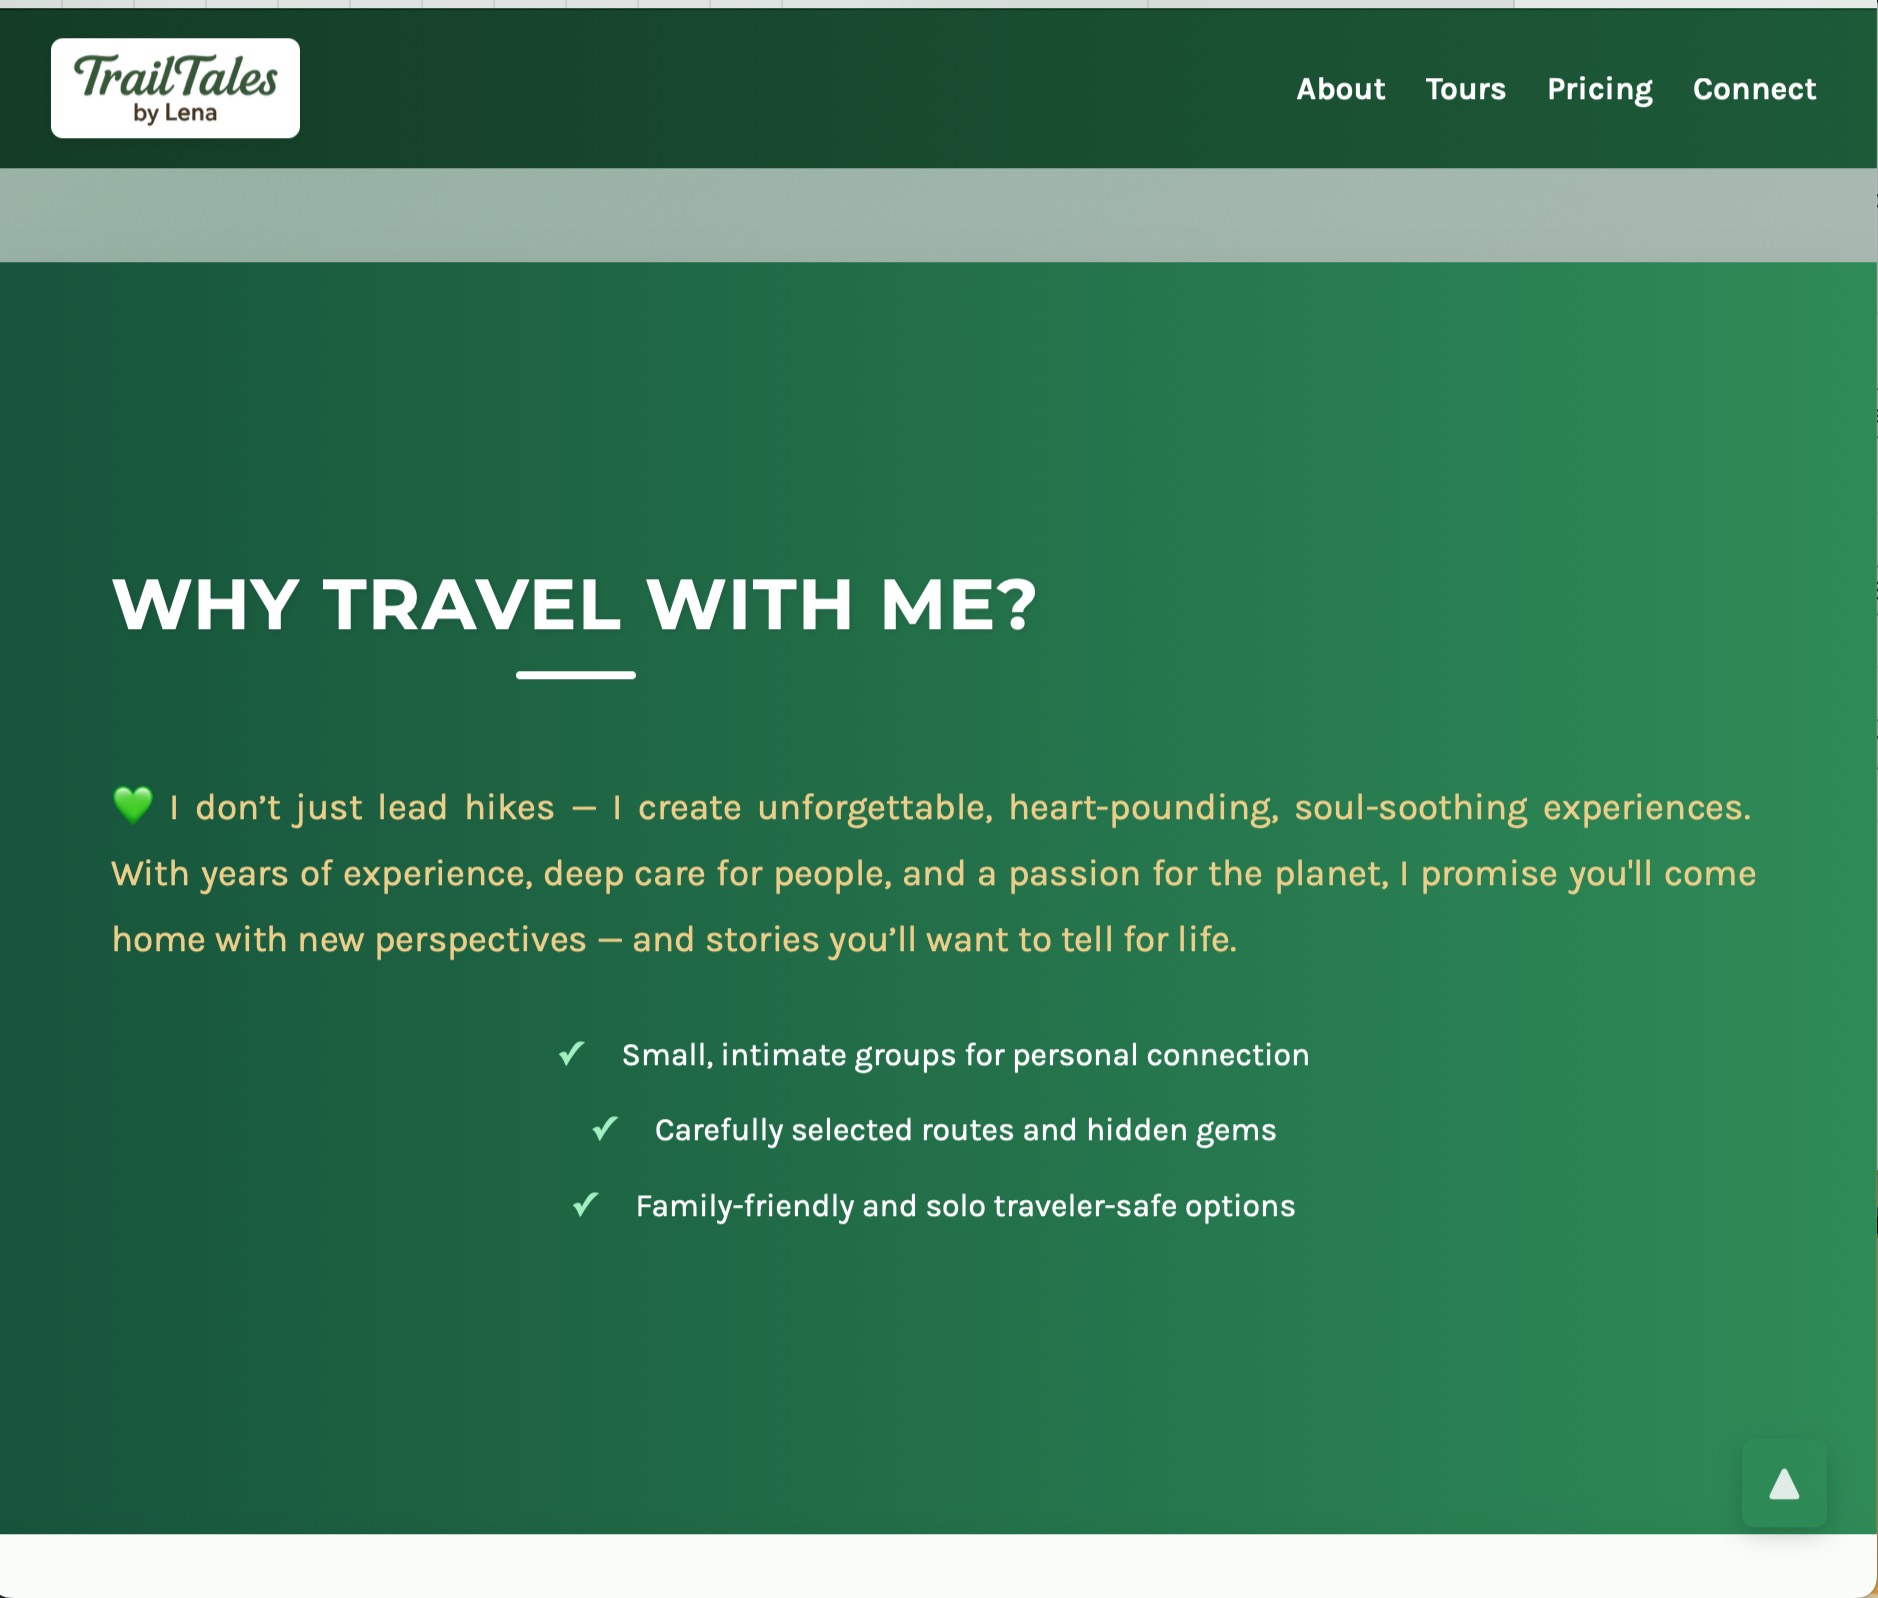 TrailTales
by Lena
About Tours Pricing Connect
WHY TRAVEL WITH ME?
💚 I don’t just lead hikes — I create unforgettable, heart-pounding, soul-soothing experiences.
With years of experience, deep care for people, and a passion for the planet, I promise you'll come
home with new perspectives — and stories you’ll want to tell for life.
✓ Small, intimate groups for personal connection
✓ Carefully selected routes and hidden gems
✓ Family-friendly and solo traveler-safe options